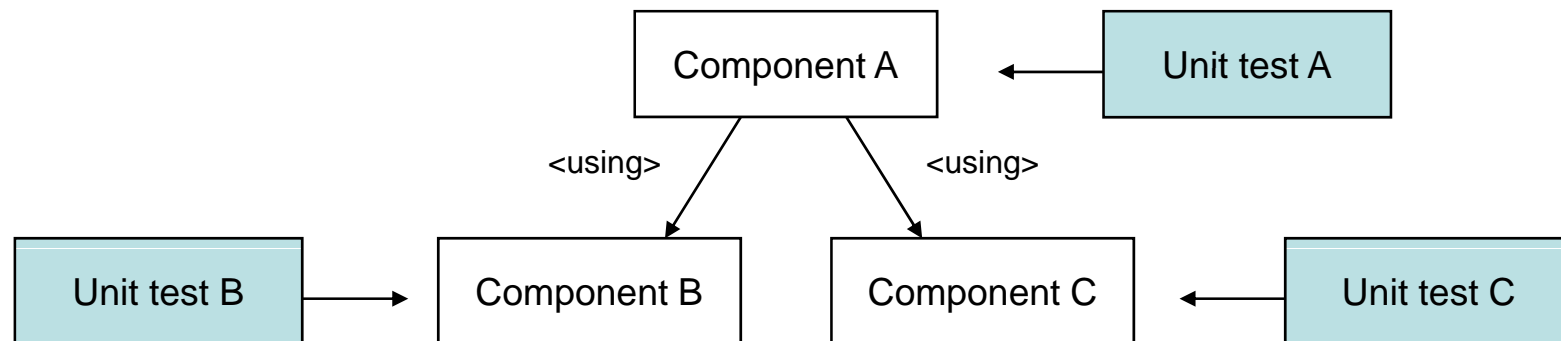 Component A
Unit test A
<using>
<using>
Unit test B
Component B
Component C
Unit test C